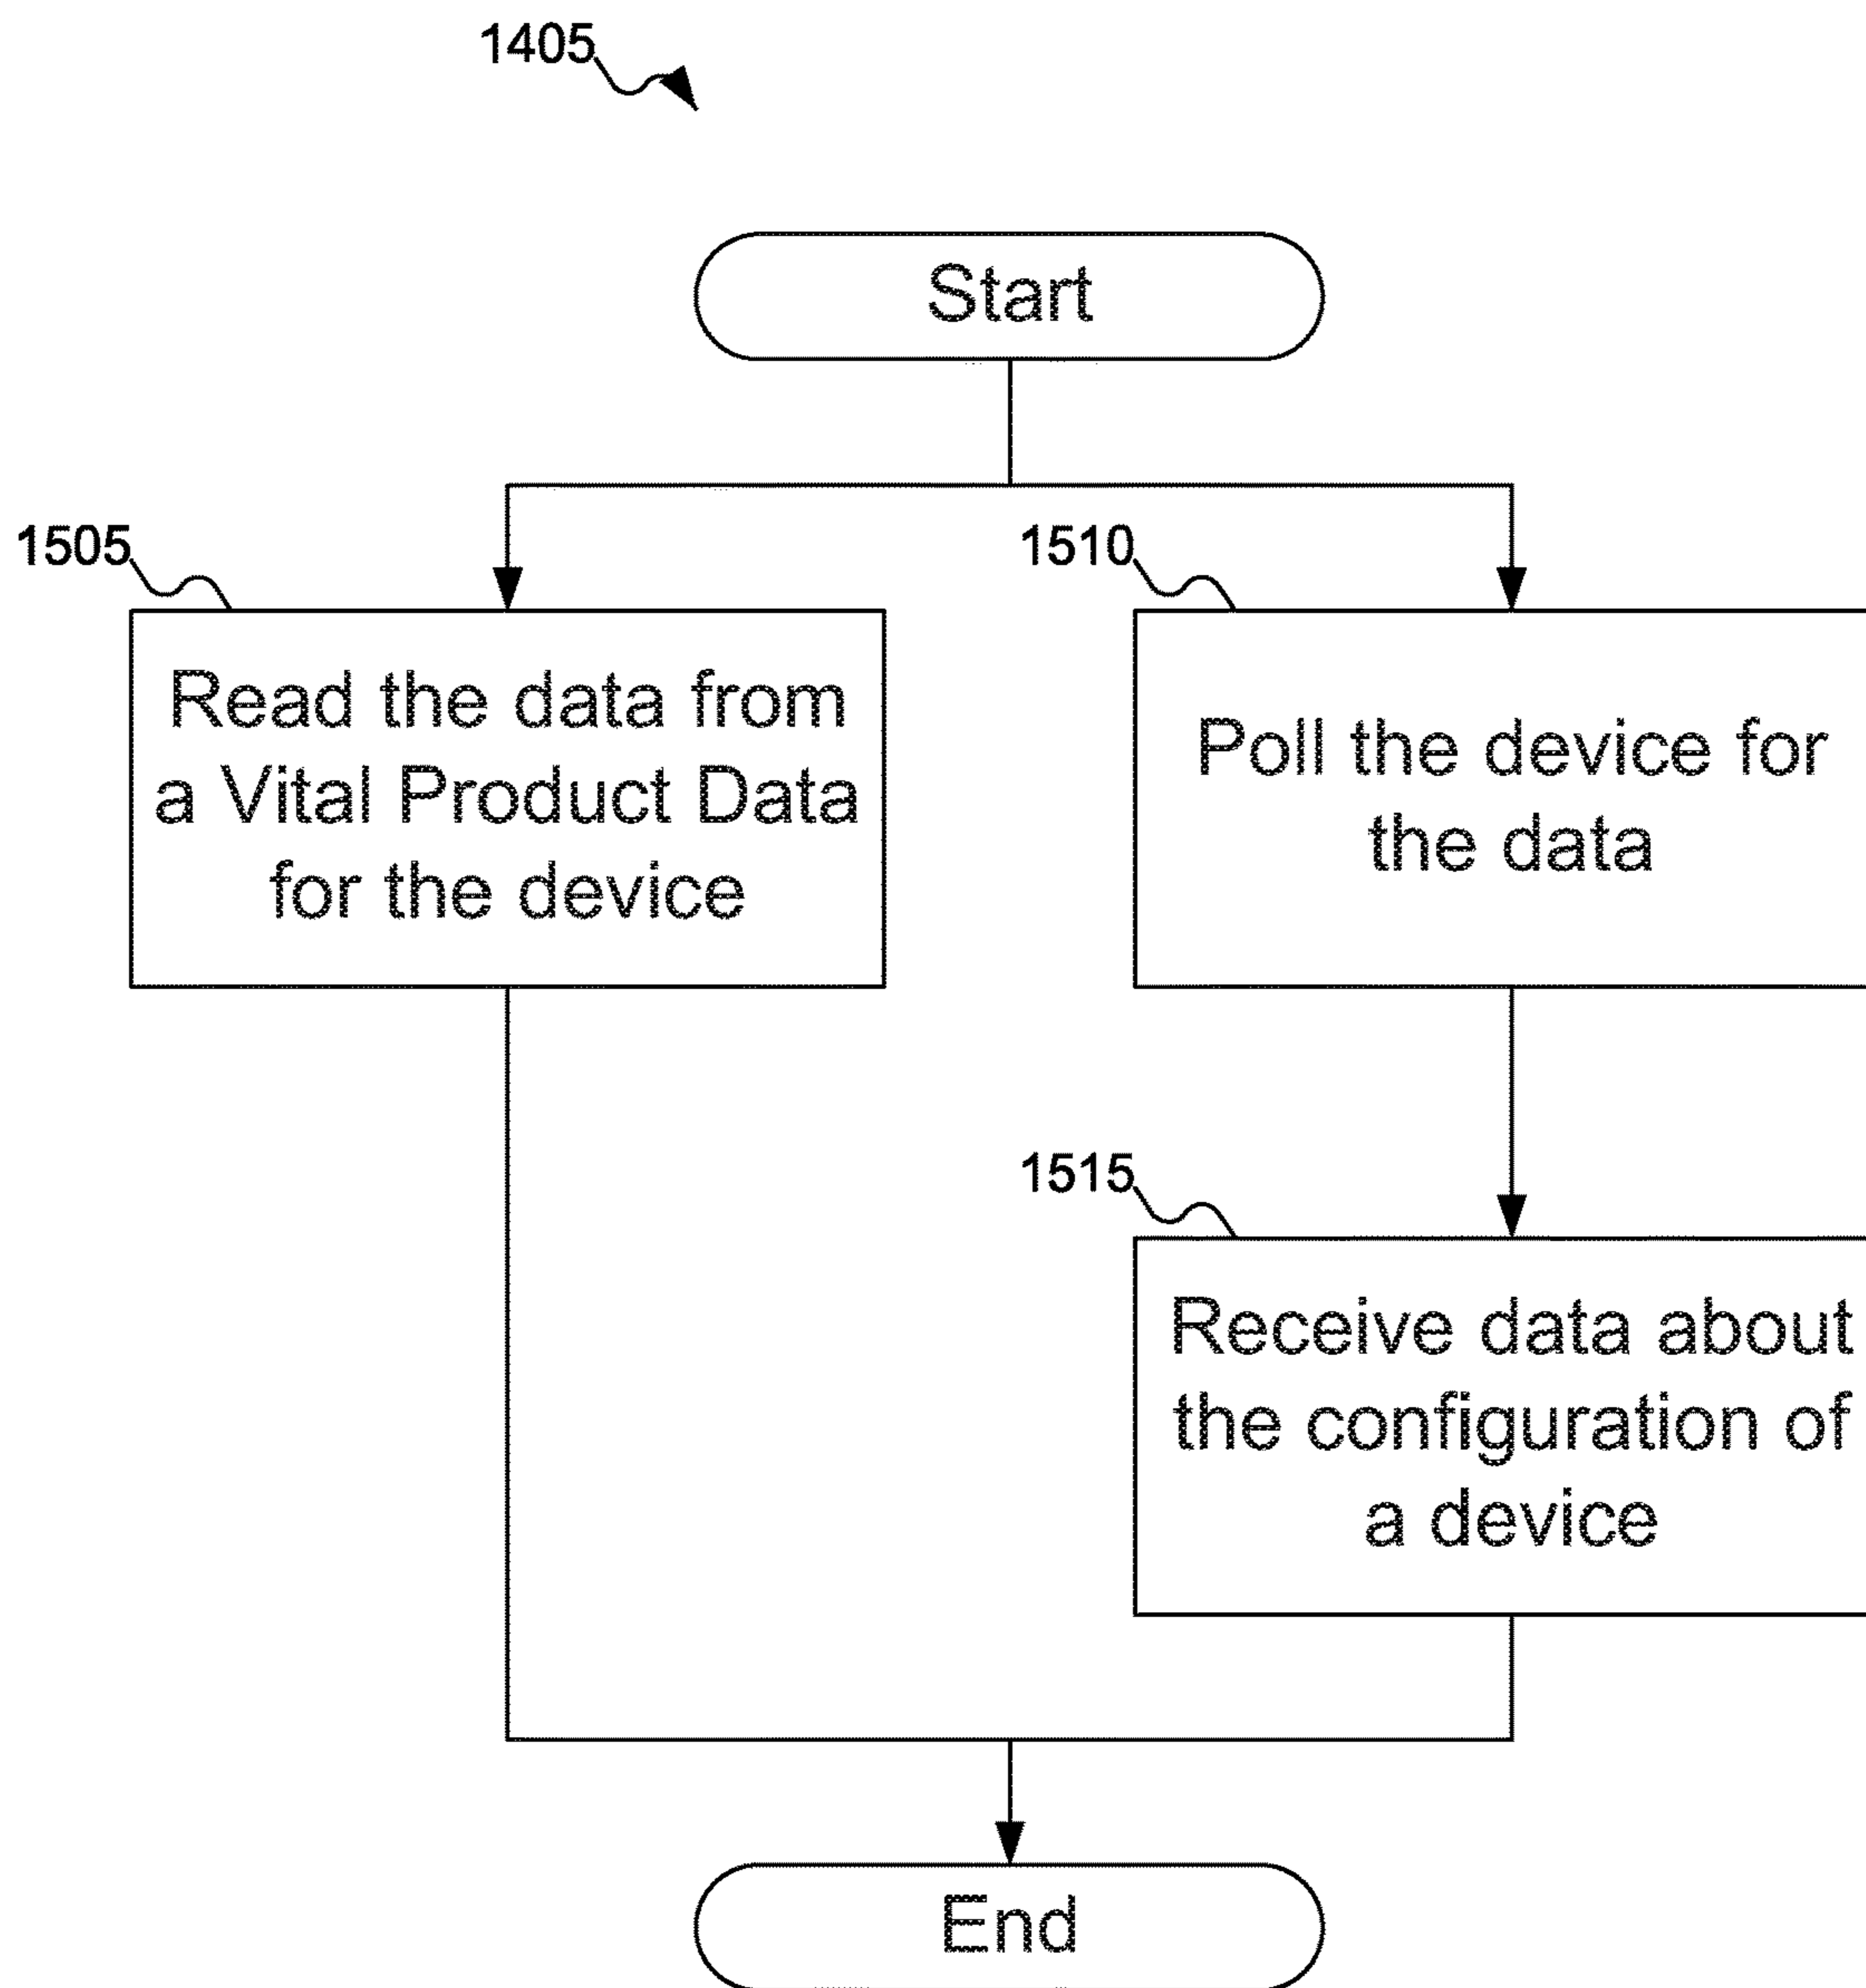 1405
Start
1505
Read the data from
a Vital Product Data
for the device
1510
Poll the device for
the data
1515
Receive data about
the configuration of
a device
End